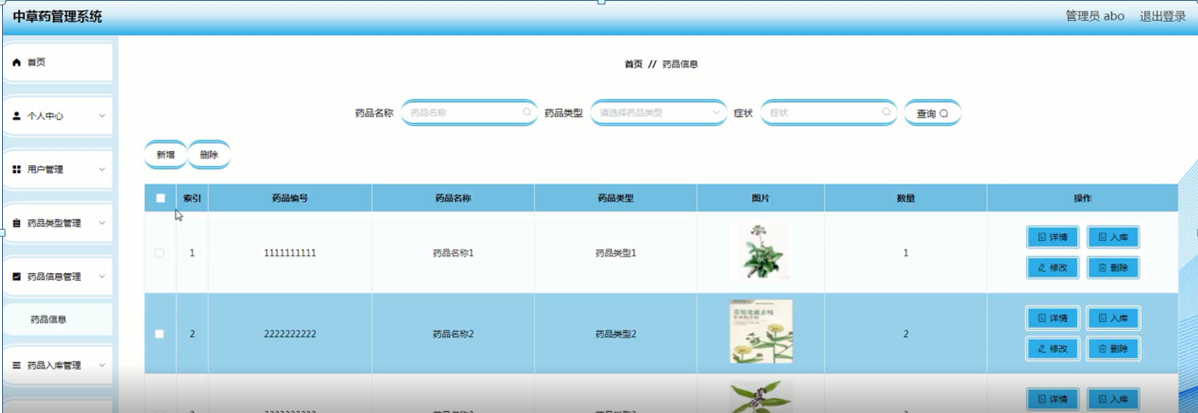 中草药管理系统
管理员 abo 退出登录
首页
个人中心
用户管理
药品类型管理
药品信息管理
药品信息
药品入库管理
首页 // 药品信息
药品名称 药品名称 药品类型 请选择药品类型 症状 症状 查询
新增 删除
索引 药品编号 药品名称 药品类型 图片 数量 操作
1 1111111111 药品名称1 药品类型1 1 详情 入库
修改 删除
2 2222222222 药品名称2 药品类型2 2 详情 入库
修改 删除
详情 入库